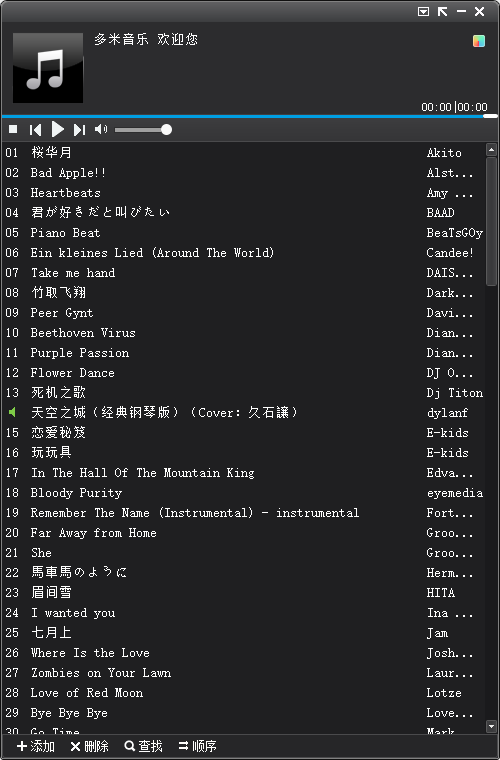 多米音乐 欢迎您
00:00|00:00
01 桜华月 Akito
02 Bad Apple!! Alst...
03 Heartbeats Amy ...
04 君が好きだと叫びたい BAAD
05 Piano Beat BeaTsGOy
06 Ein kleines Lied (Around The World) Candee!
07 Take me hand DAIS...
08 竹取飞翔 Dark...
09 Peer Gynt Davi...
10 Beethoven Virus Dian...
11 Purple Passion Dian...
12 Flower Dance DJ O...
13 死机之歌 Dj Titon
天空之城（经典钢琴版）（Cover：久石譲） dylanf
15 恋爱秘笈 E-kids
16 玩玩具 E-kids
17 In The Hall Of The Mountain King Edva...
18 Bloody Purity eyemedia
19 Remember The Name (Instrumental) - instrumental Fort...
20 Far Away from Home Groo...
21 She Groo...
22 馬車馬のように Herm...
23 眉间雪 HITA
24 I wanted you Ina ...
25 七月上 Jam
26 Where Is the Love Josh...
27 Zombies on Your Lawn Laur...
28 Love of Red Moon Lotze
29 Bye Bye Bye Love...
30 Go Time Mark...
添加 删除 查找 顺序